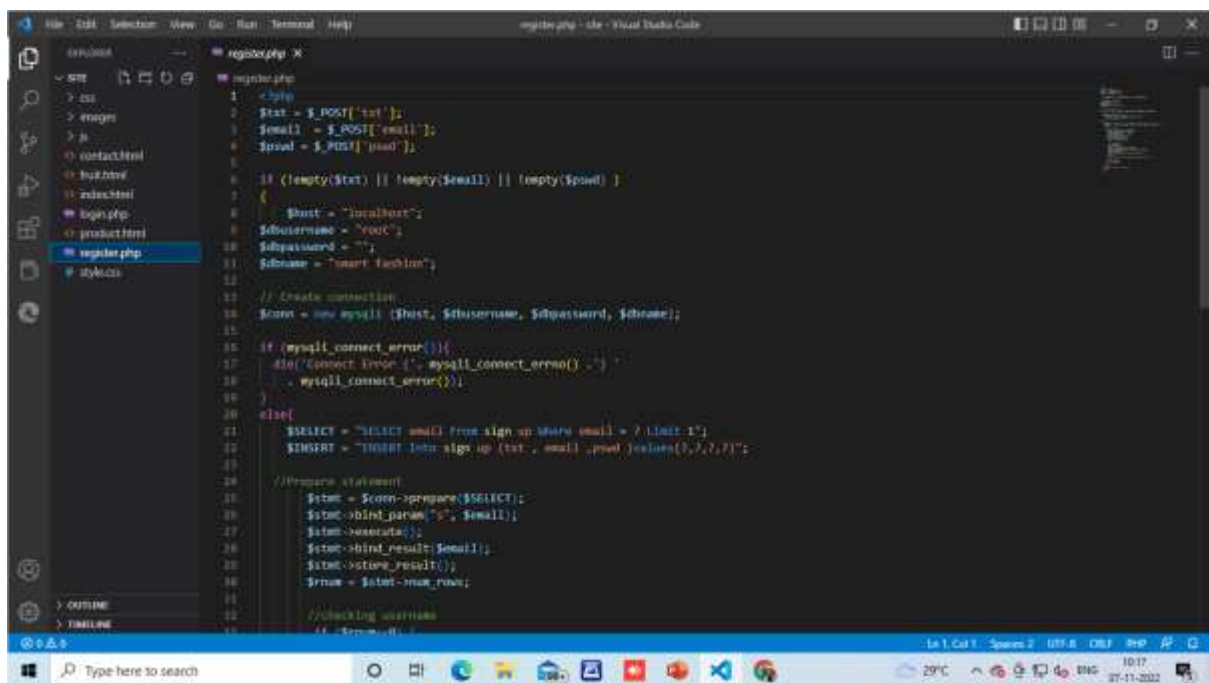 File Edit Selection View Go Run Terminal Help
register.php - site - Visual Studio Code
EXPLORER
SITE
css
images
js
contact.html
fruit.html
index.html
login.php
product.html
register.php
style.css
OUTLINE
TIMELINE
register.php
register.php
1 <?php
2 $txt = $_POST['txt'];
3 $email = $_POST['email'];
4 $pswd = $_POST['pswd'];
5
6 if (!empty($txt) || !empty($email) || !empty($pswd) )
7 {
8 $host = "localhost";
9 $dbusername = "root";
10 $dbpassword = "";
11 $dbname = "smart fashion";
12
13 // Create connection
14 $conn = new mysqli ($host, $dbusername, $dbpassword, $dbname);
15
16 if (mysqli_connect_error()){
17 die('Connect Error ('. mysqli_connect_errno() .') '
18 . mysqli_connect_error());
19 }
20 else{
21 $SELECT = "SELECT email From sign up Where email = ? Limit 1";
22 $INSERT = "INSERT Into sign up (txt , email ,pswd )values(?,?,?,?)";
23
24 //Prepare statement
25 $stmt = $conn->prepare($SELECT);
26 $stmt->bind_param("s", $email);
27 $stmt->execute();
28 $stmt->bind_result($email);
29 $stmt->store_result();
30 $rnum = $stmt->num_rows;
31
32 //checking username
33 if ($rnum==0) {
Ln 1, Col 1 Spaces: 2 UTF-8 CRLF PHP
Type here to search
29°C ENG 10:17
07-11-2022